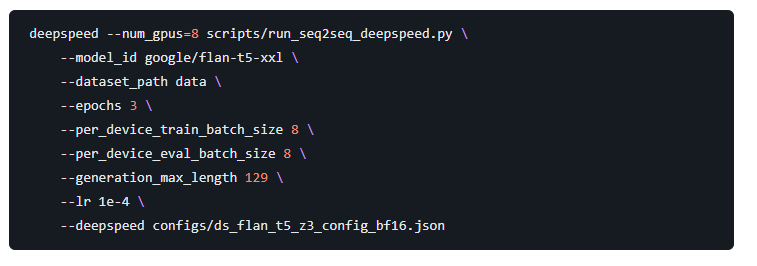 deepspeed --num_gpus=8 scripts/run_seq2seq_deepspeed.py \
--model_id google/flan-t5-xxl \
--dataset_path data \
--epochs 3 \
--per_device_train_batch_size 8 \
--per_device_eval_batch_size 8 \
--generation_max_length 129 \
--lr 1e-4 \
--deepspeed configs/ds_flan_t5_z3_config_bf16.json